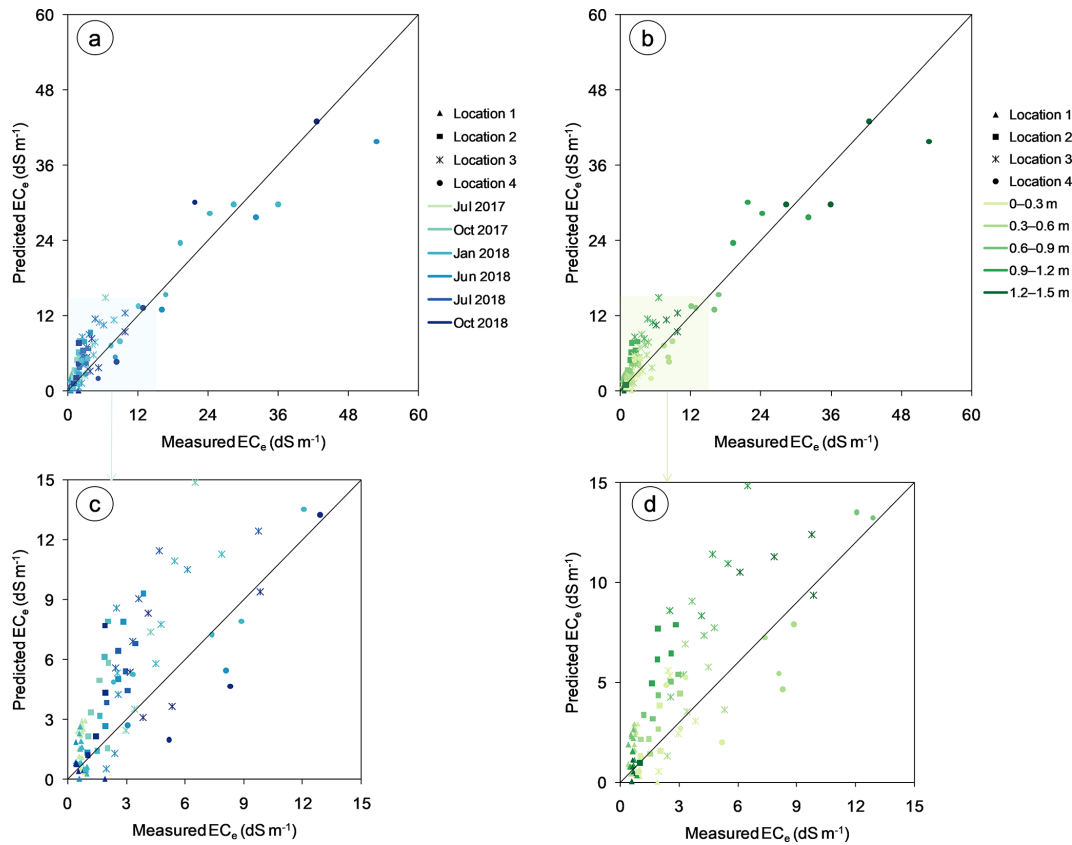 a
60
48
36
24
12
0
0 12 24 36 48 60
Predicted ECe (dS m-1)
Measured ECe (dS m-1)
Location 1
Location 2
Location 3
Location 4
Jul 2017
Oct 2017
Jan 2018
Jun 2018
Jul 2018
Oct 2018
b
60
48
36
24
12
0
0 12 24 36 48 60
Predicted ECe (dS m-1)
Measured ECe (dS m-1)
Location 1
Location 2
Location 3
Location 4
0–0.3 m
0.3–0.6 m
0.6–0.9 m
0.9–1.2 m
1.2–1.5 m
c
15
12
9
6
3
0
0 3 6 9 12 15
Predicted ECe (dS m-1)
Measured ECe (dS m-1)
d
15
10
5
0
0 3 6 9 12 15
Predicted ECe (dS m-1)
Measured ECe (dS m-1)